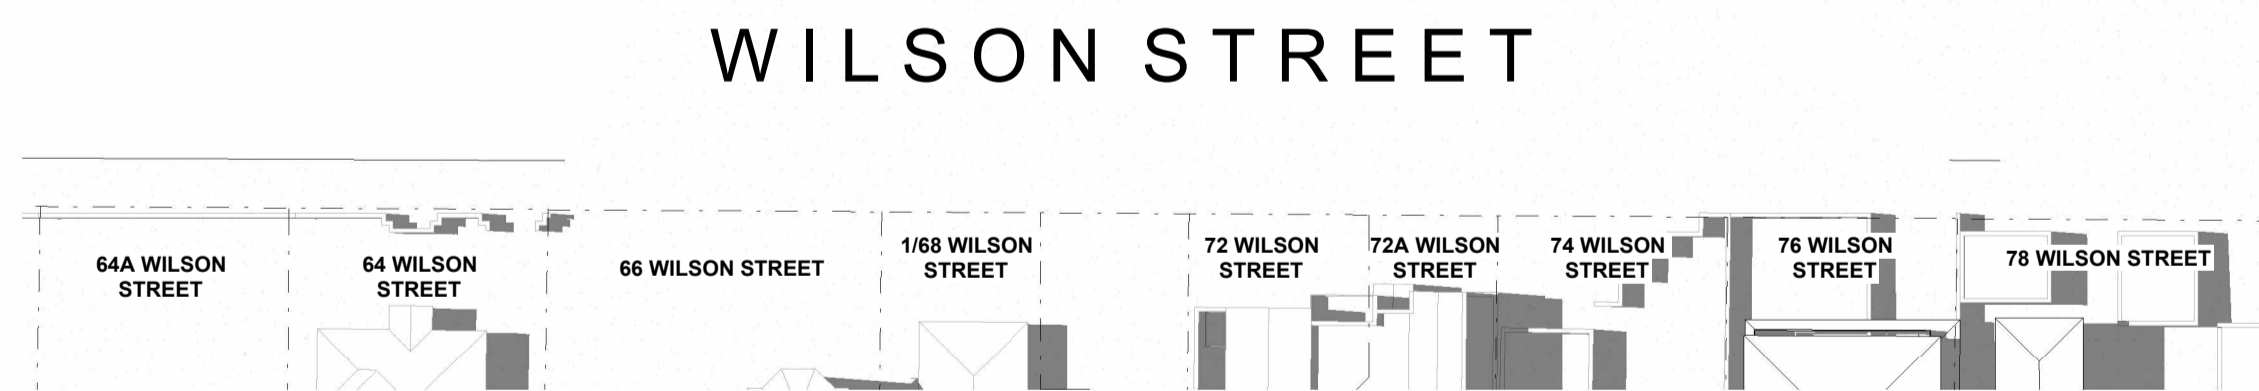 WILSON STREET
64A WILSON
STREET
64 WILSON
STREET
66 WILSON STREET
1/68 WILSON
STREET
72 WILSON
STREET
72A WILSON
STREET
74 WILSON
STREET
76 WILSON
STREET
78 WILSON STREET